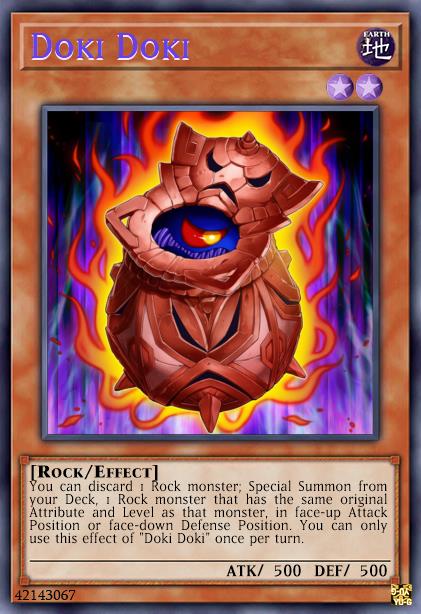 Doki Doki
EARTH
地
[Rock/Effect]
You can discard 1 Rock monster; Special Summon from
your Deck, 1 Rock monster that has the same original
Attribute and Level as that monster, in face-up Attack
Position or face-down Defense Position. You can only
use this effect of "Doki Doki" once per turn.
ATK/ 500 DEF/ 500
42143067